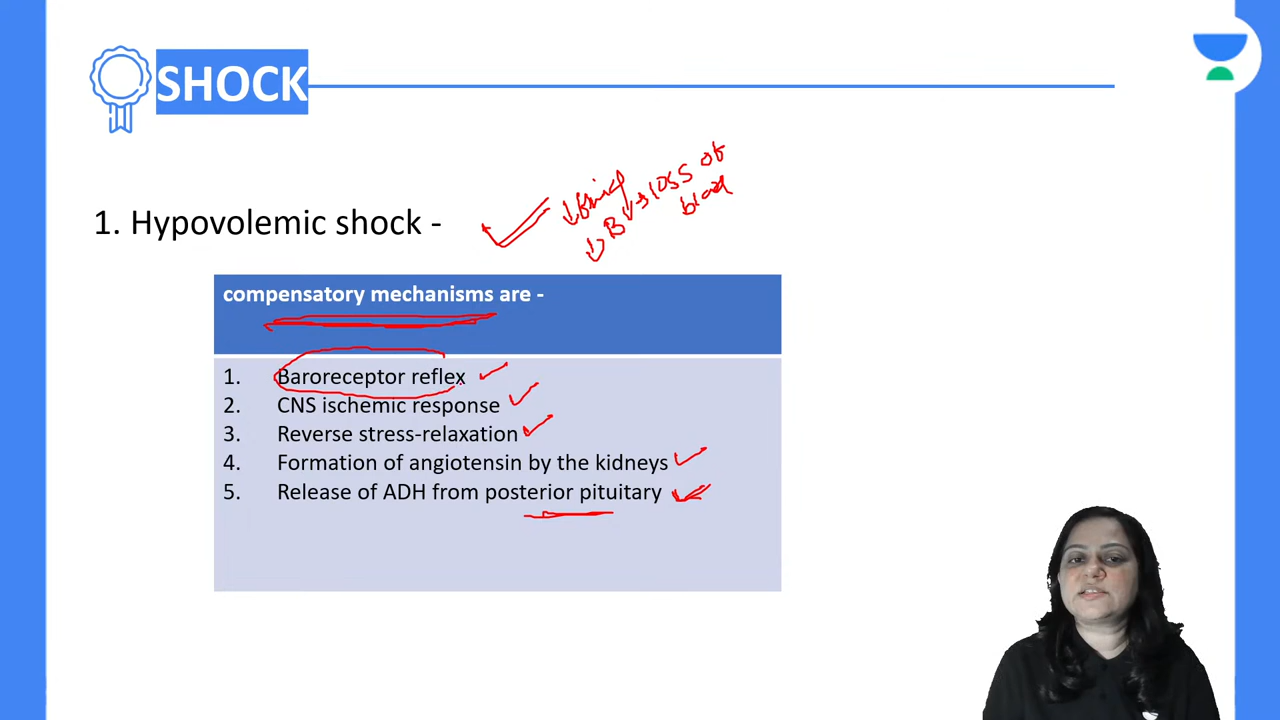 SHOCK
loss of
blood
↓ BV →
1. Hypovolemic shock -
compensatory mechanisms are -
1. Baroreceptor reflex
2. CNS ischemic response
3. Reverse stress-relaxation
4. Formation of angiotensin by the kidneys
5. Release of ADH from posterior pituitary